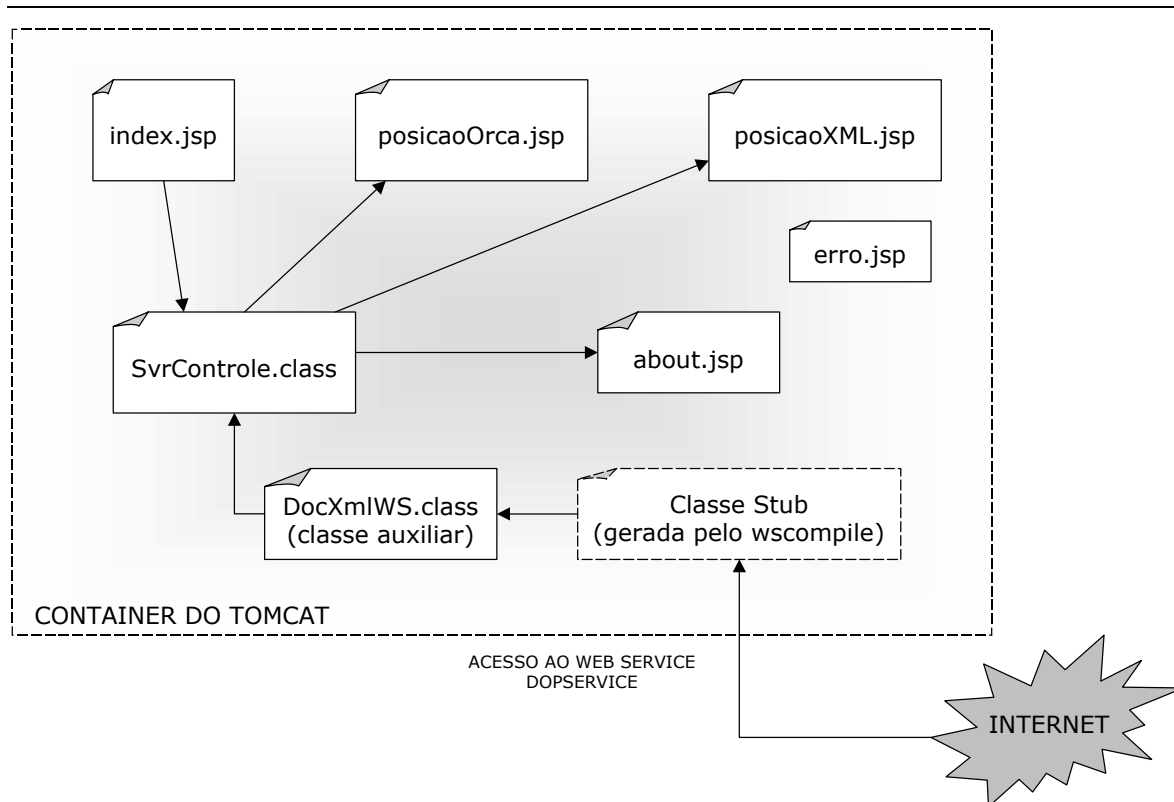 index.jsp
posicaoOrca.jsp
posicaoXML.jsp
erro.jsp
SvrControle.class
about.jsp
DocXmlWS.class
(classe auxiliar)
Classe Stub
(gerada pelo wscompile)
CONTAINER DO TOMCAT
ACESSO AO WEB SERVICE
DOPSERVICE
INTERNET